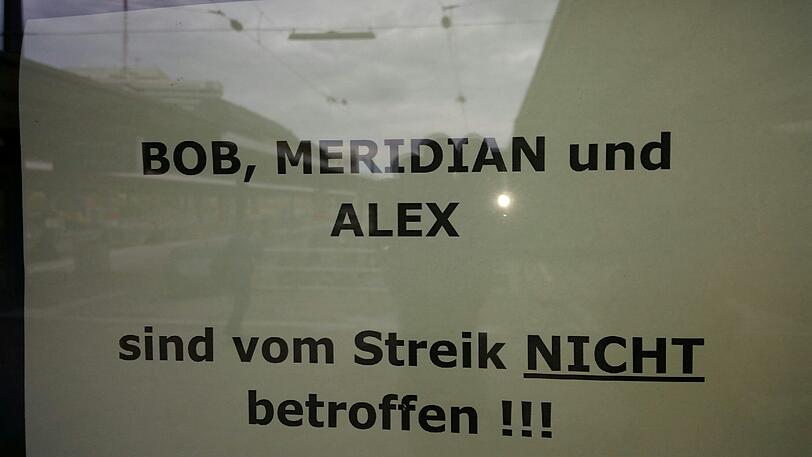 BOB, MERIDIAN und
ALEX
sind vom Streik NICHT
betroffen !!!